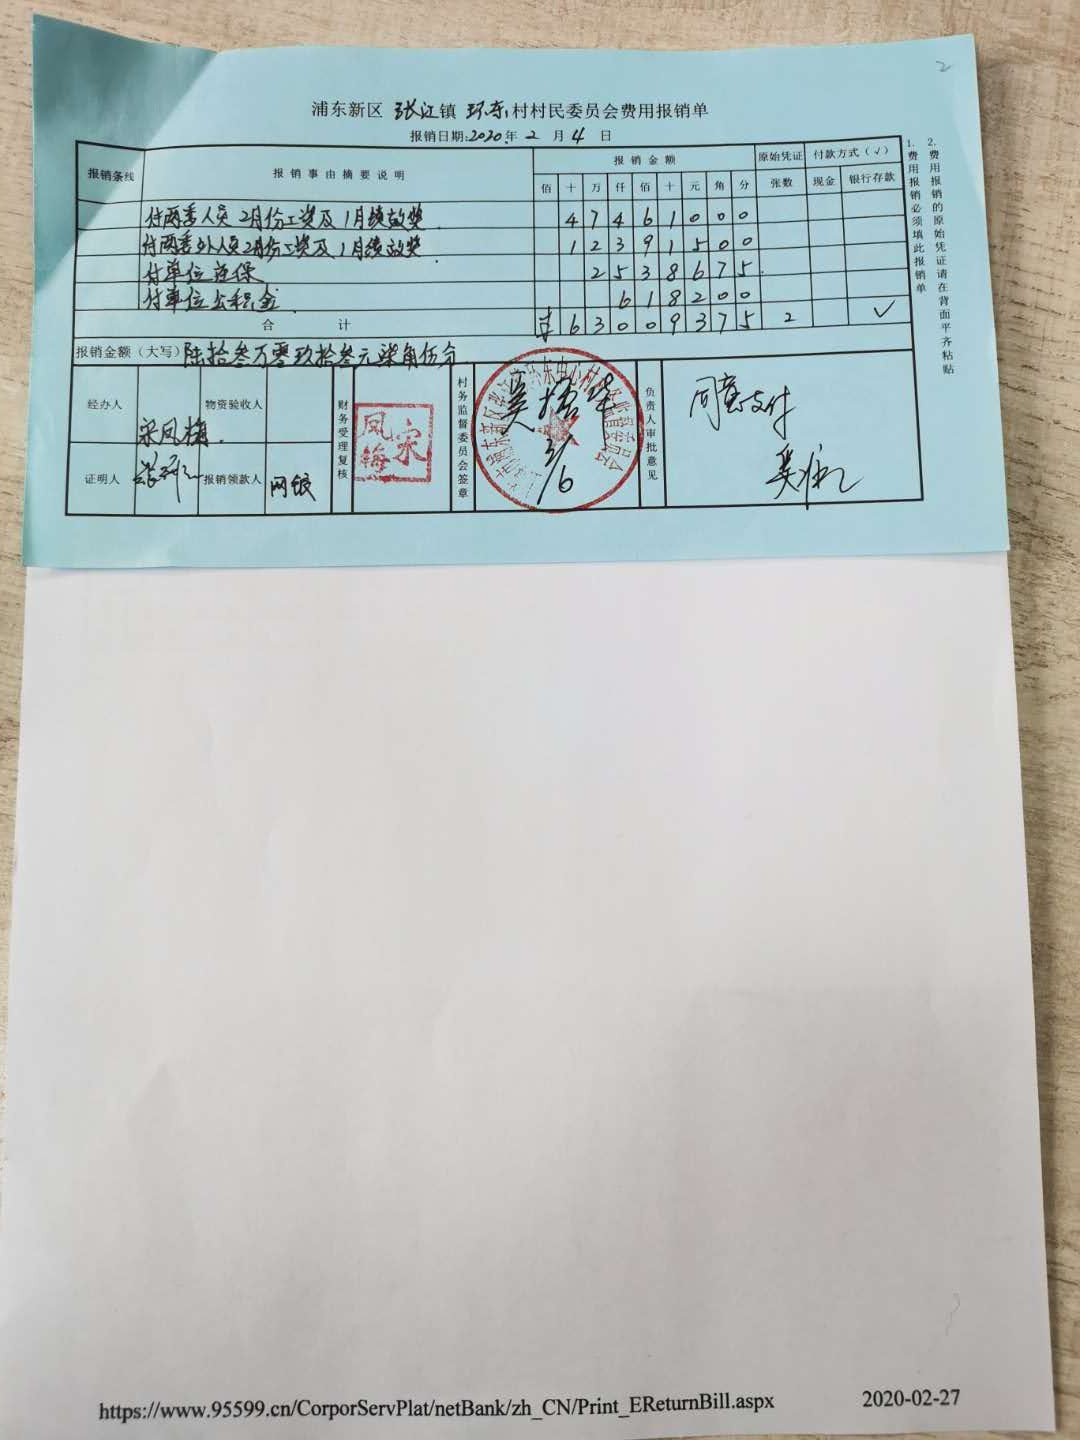 2
浦东新区 张江镇 环东村村民委员会费用报销单
报销日期:2020年 2 月 4 日
报销条线 报销事由摘要说明 报销金额 原始凭证 付款方式（√）
佰 十 万 仟 佰 十 元 角 分 张数 现金 银行存款
付两委人员2月份工资及1月绩效奖 4 7 4 6 1 0 0 0
付两委外人员2月份工资及1月绩效奖 1 2 3 9 1 5 0 0
付单位社保 2 5 3 8 6 7 5
付单位公积金 6 1 8 2 0 0
合计 ¥ 6 3 0 0 9 3 7 5 2 √
报销金额（大写）陆拾叁万零玖拾叁元柒角伍分
经办人 宋凤梅 物资验收人
证明人 报销领款人 网银
财务受理复核
宋凤梅
村务监督委员会签章
3/6
负责人审批意见
同意支付
1. 费用报销必须填此报销单
2. 费用报销的原始凭证请在背面平齐粘贴
https://www.95599.cn/CorporServPlat/netBank/zh_CN/Print_EReturnBill.aspx 2020-02-27